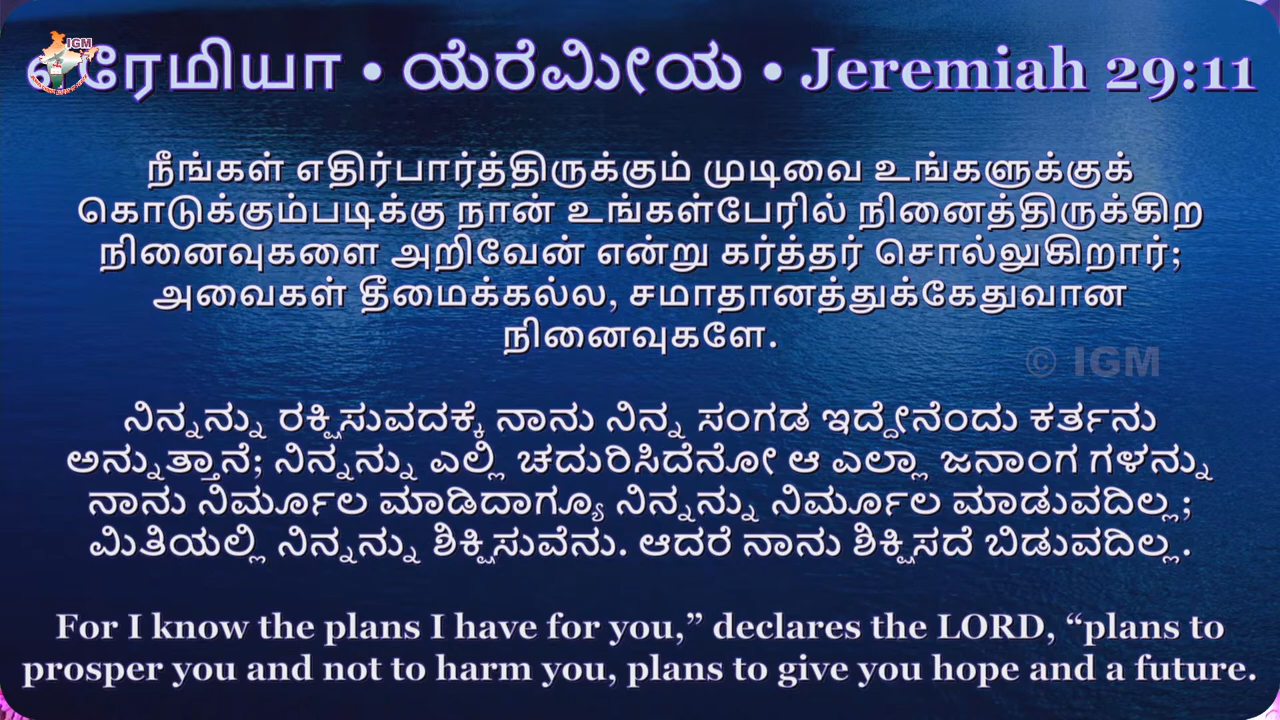 ரேமியா • ಯೆರೆಮೀಯ • Jeremiah 29:11
IGM
நீங்கள் எதிர்பார்த்திருக்கும் முடிவை உங்களுக்குக்
கொடுக்கும்படிக்கு நான் உங்கள்பேரில் நினைத்திருக்கிற
நினைவுகளை அறிவேன் என்று கர்த்தர் சொல்லுகிறார்;
அவைகள் தீமைக்கல்ல, சமாதானத்துக்கேதுவான
நினைவுகளே.
© IGM
ನಿನ್ನನ್ನು ರಕ್ಷಿಸುವದಕ್ಕೆ ನಾನು ನಿನ್ನ ಸಂಗಡ ಇದ್ದೇನೆಂದು ಕರ್ತನು
ಅನ್ನುತ್ತಾನೆ; ನಿನ್ನನ್ನು ಎಲ್ಲಿ ಚದುರಿಸಿದೆನೋ ಆ ಎಲ್ಲಾ ಜನಾಂಗ ಗಳನ್ನು
ನಾನು ನಿರ್ಮೂಲ ಮಾಡಿದಾಗ್ಯೂ ನಿನ್ನನ್ನು ನಿರ್ಮೂಲ ಮಾಡುವದಿಲ್ಲ;
ಮಿತಿಯಲ್ಲಿ ನಿನ್ನನ್ನು ಶಿಕ್ಷಿಸುವೆನು. ಆದರೆ ನಾನು ಶಿಕ್ಷಿಸದೆ ಬಿಡುವದಿಲ್ಲ.
For I know the plans I have for you,” declares the LORD, “plans to
prosper you and not to harm you, plans to give you hope and a future.